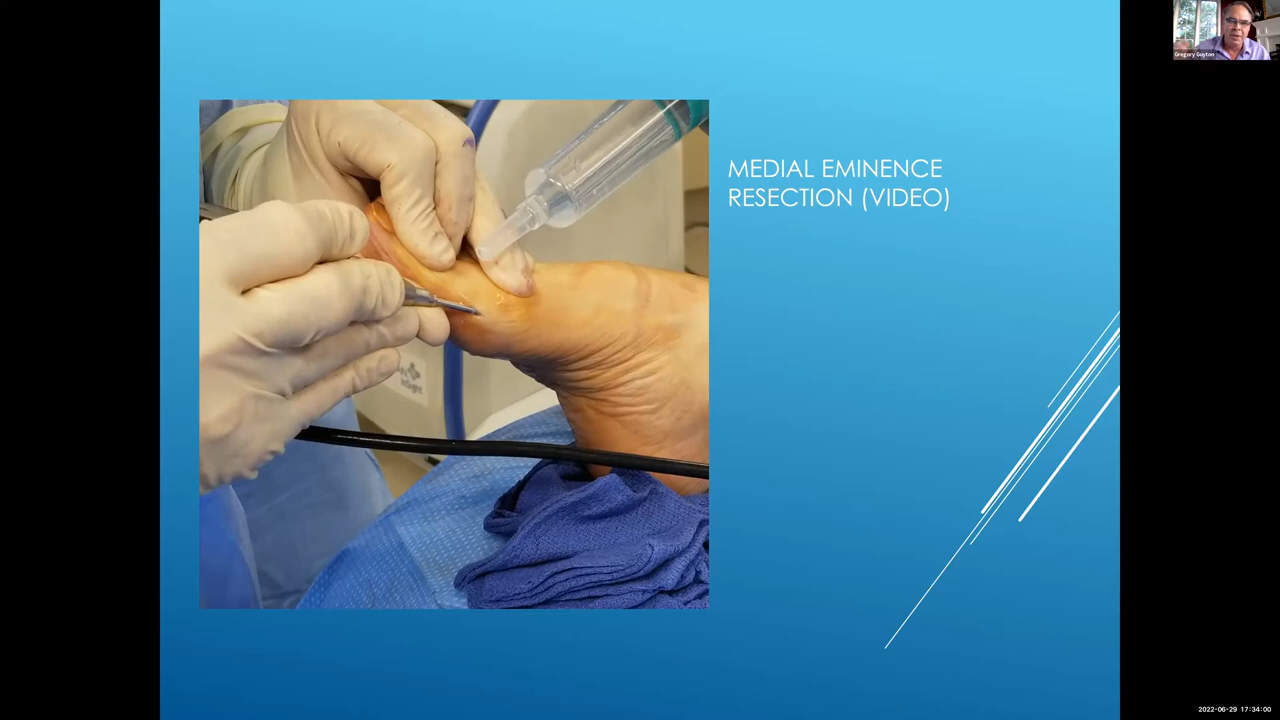 Gregory Guyton
MEDIAL EMINENCE
RESECTION (VIDEO)
2022-06-29 17:34:00